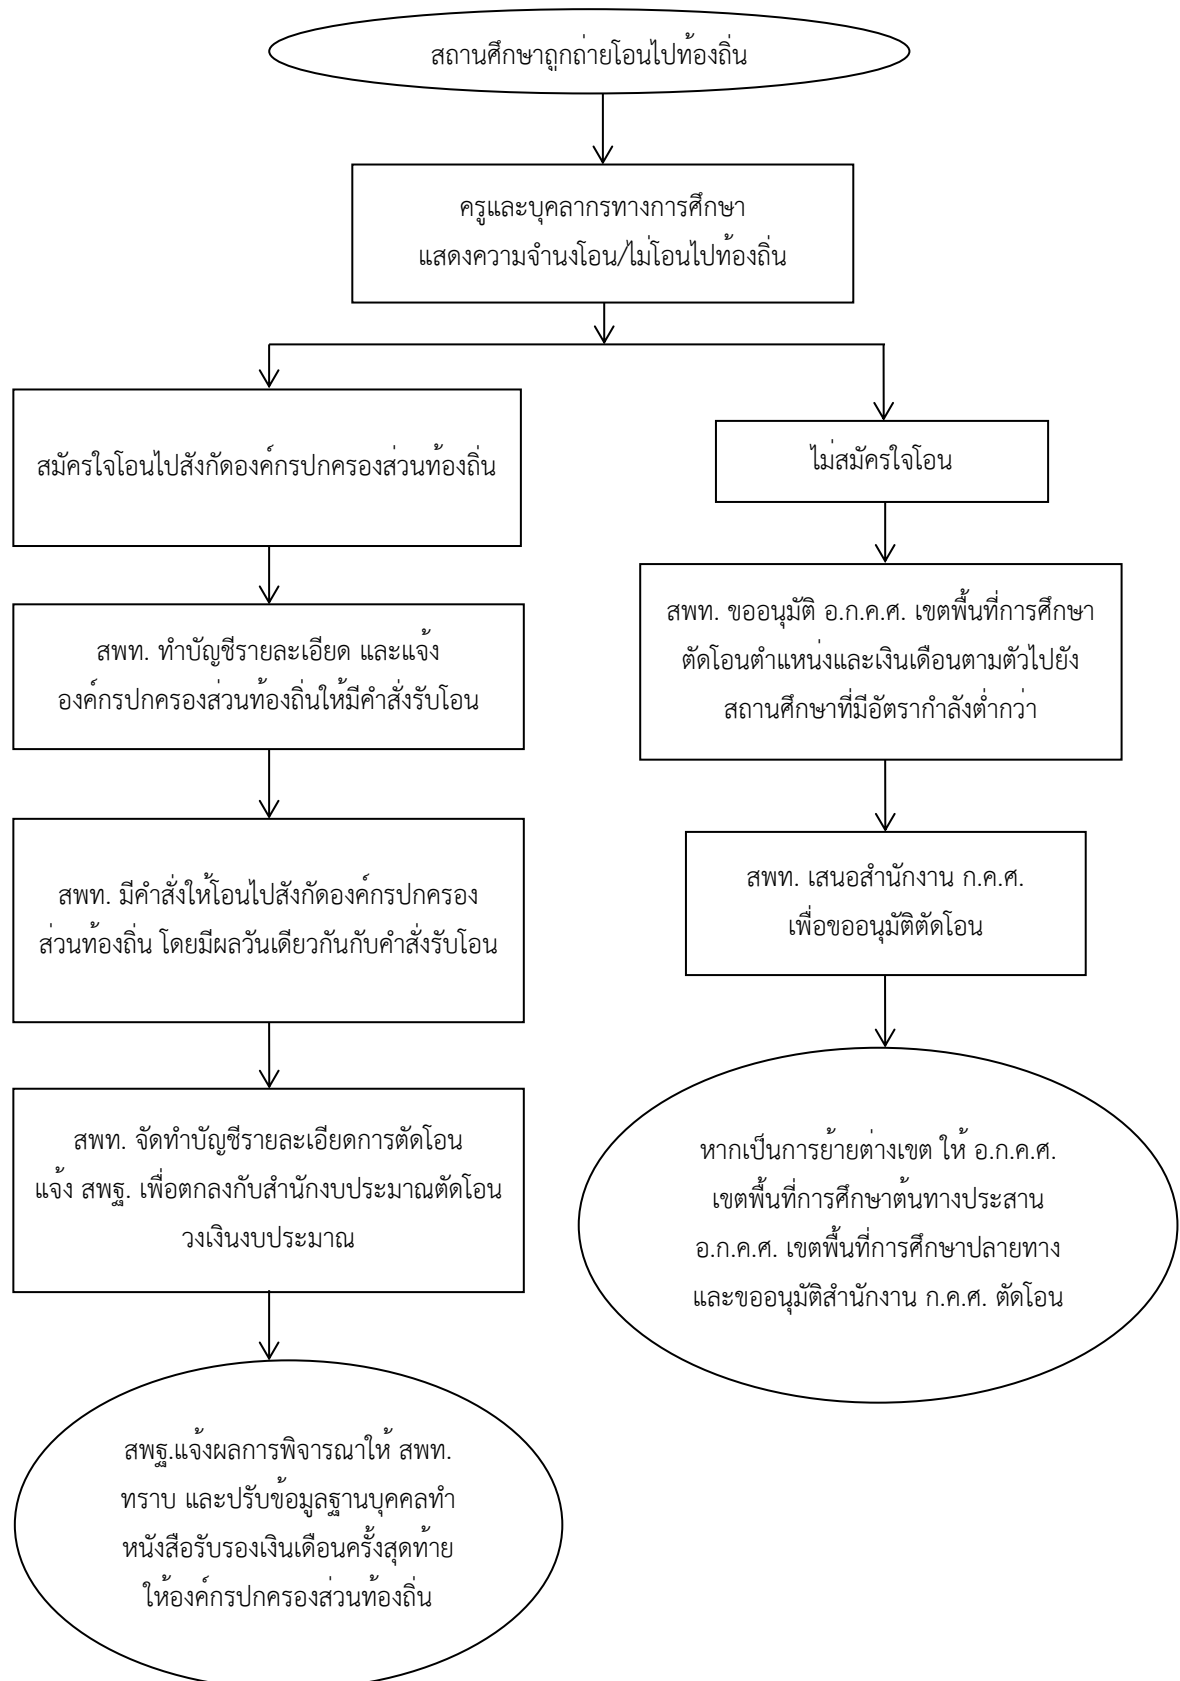 สถานศึกษาถูกถ่ายโอนไปท้องถิ่น
ครูและบุคลากรทางการศึกษา
แสดงความจำนงโอน/ไม่โอนไปท้องถิ่น
สมัครใจโอนไปสังกัดองค์กรปกครองส่วนท้องถิ่น
สพท. ทำบัญชีรายละเอียด และแจ้ง
องค์กรปกครองส่วนท้องถิ่นให้มีคำสั่งรับโอน
สพท. มีคำสั่งให้โอนไปสังกัดองค์กรปกครอง
ส่วนท้องถิ่น โดยมีผลวันเดียวกันกับคำสั่งรับโอน
สพท. จัดทำบัญชีรายละเอียดการตัดโอน
แจ้ง สพฐ. เพื่อตกลงกับสำนักงบประมาณตัดโอน
วงเงินงบประมาณ
สพฐ.แจ้งผลการพิจารณาให้ สพท.
ทราบ และปรับข้อมูลฐานบุคคลทำ
หนังสือรับรองเงินเดือนครั้งสุดท้าย
ให้องค์กรปกครองส่วนท้องถิ่น
ไม่สมัครใจโอน
สพท. ขออนุมัติ อ.ก.ค.ศ. เขตพื้นที่การศึกษา
ตัดโอนตำแหน่งและเงินเดือนตามตัวไปยัง
สถานศึกษาที่มีอัตรากำลังต่ำกว่า
สพท. เสนอสำนักงาน ก.ค.ศ.
เพื่อขออนุมัติตัดโอน
หากเป็นการย้ายต่างเขต ให้ อ.ก.ค.ศ.
เขตพื้นที่การศึกษาต้นทางประสาน
อ.ก.ค.ศ. เขตพื้นที่การศึกษาปลายทาง
และขออนุมัติสำนักงาน ก.ค.ศ. ตัดโอน